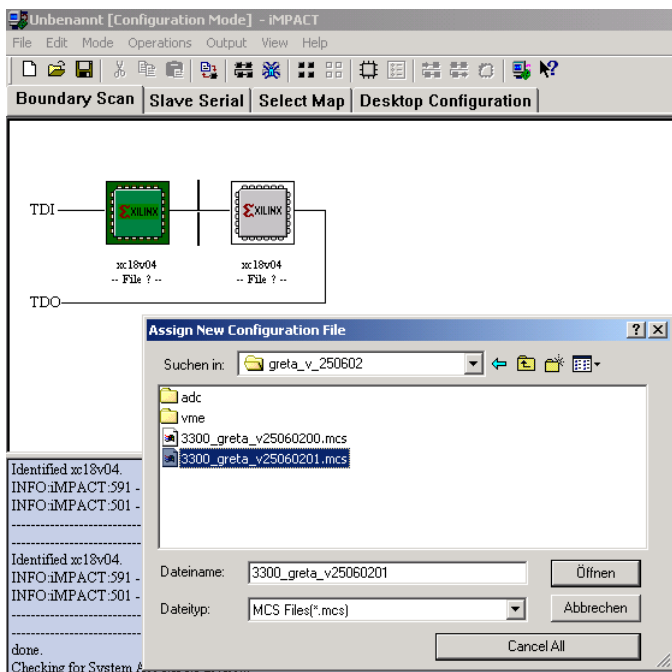 Unbenannt [Configuration Mode] - iMPACT
File Edit Mode Operations Output View Help
Boundary Scan Slave Serial Select Map Desktop Configuration
TDI
XILINX XILINX
xc18v04 xc18v04
-- File ? -- -- File ? --
TDO
Assign New Configuration File
Suchen in: greta_v_250602
adc
vme
3300_greta_v25060200.mcs
3300_greta_v25060201.mcs
Dateiname: 3300_greta_v25060201 Öffnen
Dateityp: MCS Files(*.mcs) Abbrechen
Cancel All
Identified xc18v04.
INFO:iMPACT:591 -
INFO:iMPACT:501 -
Identified xc18v04.
INFO:iMPACT:591 -
INFO:iMPACT:501 -
done.
Checking for System